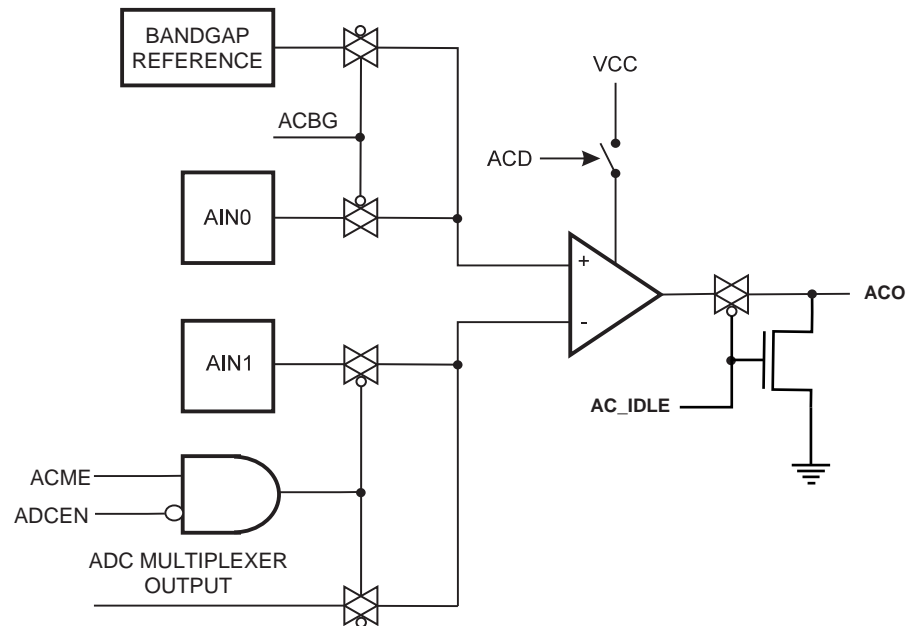 BANDGAP
REFERENCE
ACBG
VCC
ACD
AIN0
+
-
ACO
AIN1
AC_IDLE
ACME
ADCEN
ADC MULTIPLEXER
OUTPUT